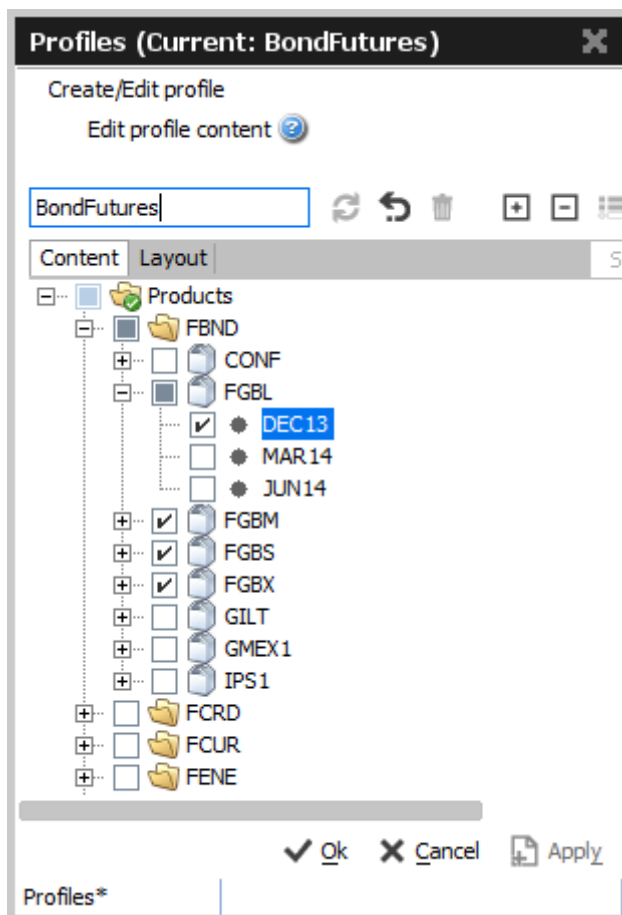 Profiles (Current: BondFutures)
Create/Edit profile
Edit profile content
BondFutures
Content Layout S
Products
FBND
CONF
FGBL
DEC13
MAR14
JUN14
FGBM
FGBS
FGBX
GILT
GMEX1
IPS1
FCRD
FCUR
FENE
Ok Cancel Apply
Profiles*